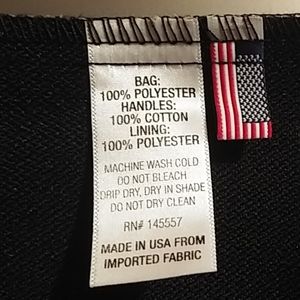 BAG:
100% POLYESTER
HANDLES:
100% COTTON
LINING:
100% POLYESTER
MACHINE WASH COLD
DO NOT BLEACH
DRIP DRY, DRY IN SHADE
DO NOT DRY CLEAN
RN# 145557
MADE IN USA FROM
IMPORTED FABRIC